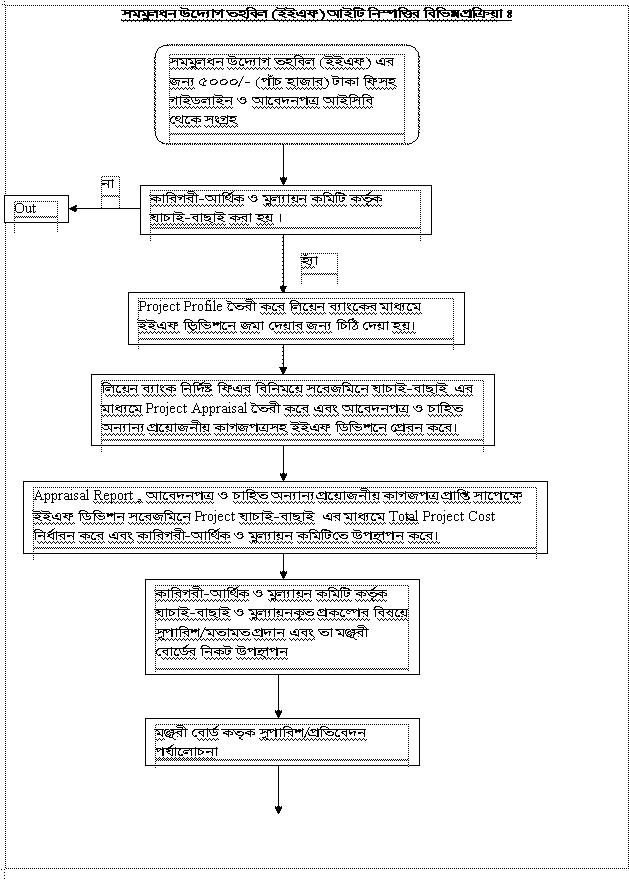 সমমুলধন উদ্যোগ তহবিল (ইইএফ) আইটি নিস্পত্তির বিভিন্নপ্রক্রিয়া ঃ
সমমুলধন উদ্যোগ তহবিল (ইইএফ) এর
জন্য ৫০০০/- (পাঁচ হাজার) টাকা ফিসহ
গাইডলাইন ও আবেদনপত্র আইসিবি
থেকে সংগ্রহ
না
Out
কারিগরী-আর্থিক ও মুল্যায়ন কমিটি কর্তৃক
যাচাই-বাছাই করা হয় ।
হ্যাঁ
Project Profile তৈরী করে লিয়েন ব্যাংকের মাধ্যমে
ইইএফ ডিভিশনে জমা দেয়ার জন্য চিঠি দেয়া হয়।
লিয়েন ব্যাংক নির্দিষ্ট ফিএর বিনিময়ে সরেজমিনে যাচাই-বাছাই এর
মাধ্যমে Project Appraisal তৈরী করে এবং আবেদনপত্র ও চাহিত
অন্যান্য প্রয়োজনীয় কাগজপত্রসহ ইইএফ ডিভিশনে প্রেরন করে।
Appraisal Report , আবেদনপত্র ও চাহিত অন্যান্য প্রয়োজনীয় কাগজপত্র প্রাপ্তি সাপেক্ষে
ইইএফ ডিভিশন সরেজমিনে Project যাচাই-বাছাই এর মাধ্যমে Total Project Cost
নির্ধারন করে এবং কারিগরী-আর্থিক ও মুল্যায়ন কমিটিতে উপস্থাপন করে।
কারিগরী-আর্থিক ও মুল্যায়ন কমিটি কর্তৃক
যাচাই-বাছাই ও মুল্যায়নকৃত প্রকল্পের বিষয়ে
সুপারিশ/মতামত প্রদান এবং তা মঞ্জুরী
বোর্ডের নিকট উপস্থাপন
মঞ্জুরী বোর্ড কতৃক সুপারিশ/প্রতিবেদন
পর্যালোচনা